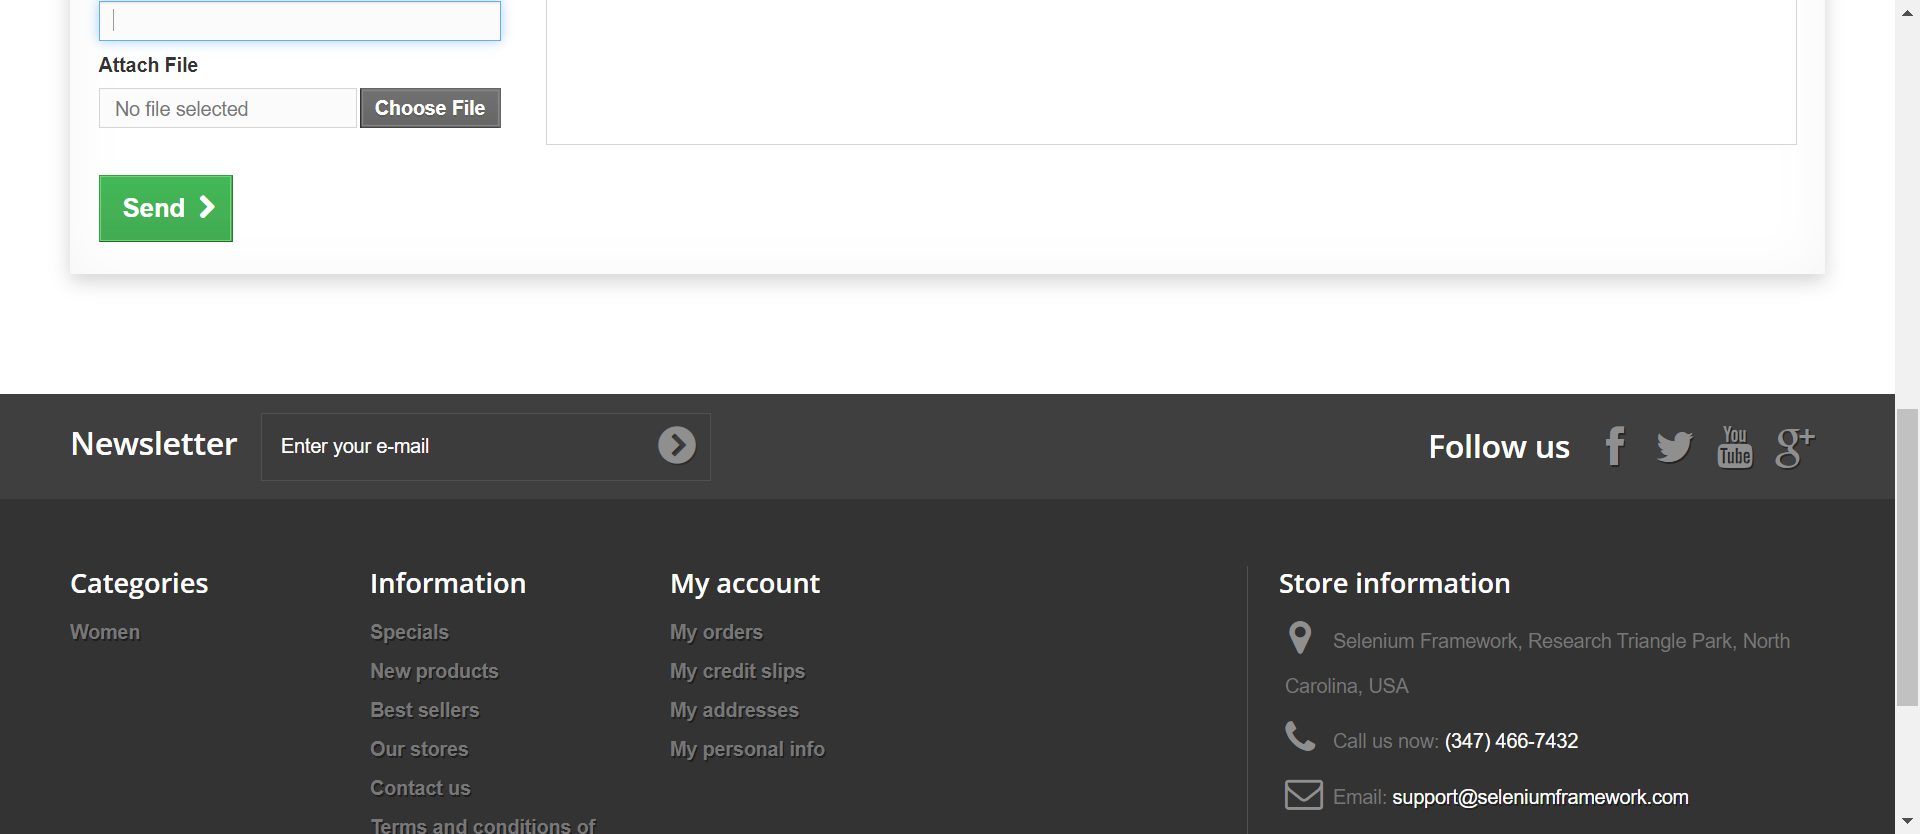 Attach File
No file selected
Choose File
Send
Newsletter
Enter your e-mail
Follow us
You
Tube
g+
Categories
Women
Information
Specials
New products
Best sellers
Our stores
Contact us
Terms and conditions of
My account
My orders
My credit slips
My addresses
My personal info
Store information
Selenium Framework, Research Triangle Park, North
Carolina, USA
Call us now: (347) 466-7432
Email: support@seleniumframework.com